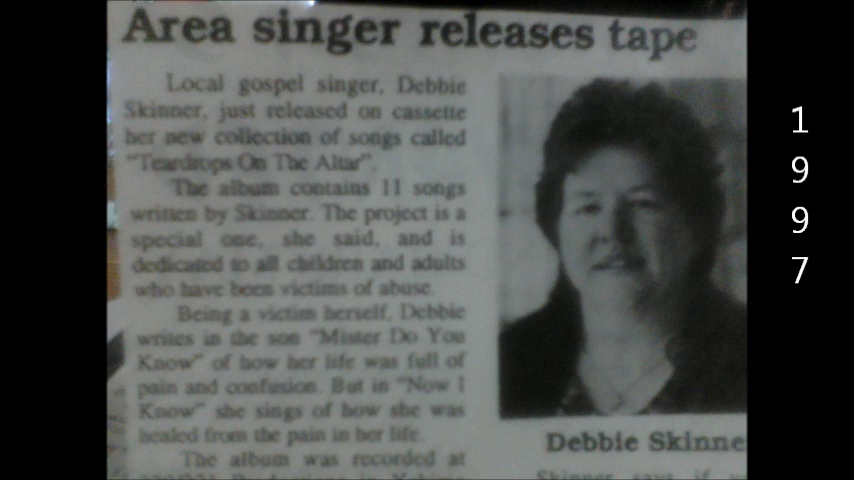 Area singer releases tape
Local gospel singer, Debbie
Skinner, just released on cassette
her new collection of songs called
"Teardrops On The Altar".
The album contains 11 songs
written by Skinner. The project is a
special one, she said, and is
dedicated to all children and adults
who have been victims of abuse.
Being a victim herself, Debbie
writes in the son "Mister Do You
Know" of how her life was full of
pain and confusion. But in "Now I
Know" she sings of how she was
healed from the pain in her life.
The album was recorded at
Debbie Skinne
Skinner says if
1
9
9
7